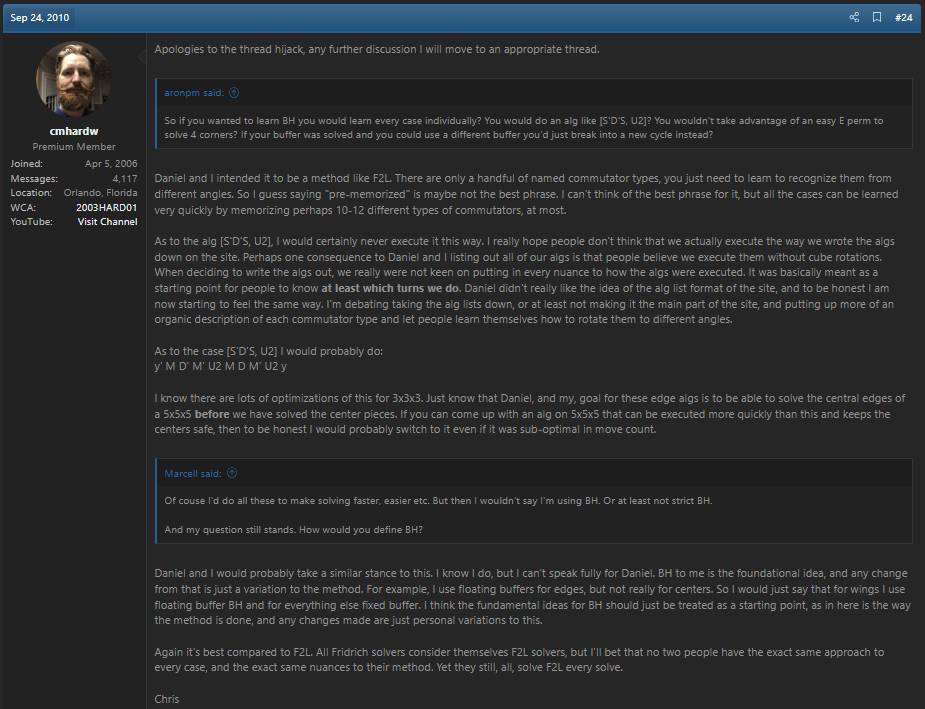 Sep 24, 2010
#24
cmhardw
Premium Member
Joined: Apr 5, 2006
Messages: 4,117
Location: Orlando, Florida
WCA: 2003HARD01
YouTube: Visit Channel
Apologies to the thread hijack, any further discussion I will move to an appropriate thread.
aronpm said:
So if you wanted to learn BH you would learn every case individually? You would do an alg like [S'D'S, U2]? You wouldn't take advantage of an easy E perm to
solve 4 corners? If your buffer was solved and you could use a different buffer you'd just break into a new cycle instead?
Daniel and I intended it to be a method like F2L. There are only a handful of named commutator types, you just need to learn to recognize them from
different angles. So I guess saying "pre-memorized" is maybe not the best phrase. I can't think of the best phrase for it, but all the cases can be learned
very quickly by memorizing perhaps 10-12 different types of commutators, at most.
As to the alg [S'D'S, U2], I would certainly never execute it this way. I really hope people don't think that we actually execute the way we wrote the algs
down on the site. Perhaps one consequence to Daniel and I listing out all of our algs is that people believe we execute them without cube rotations.
When deciding to write the algs out, we really were not keen on putting in every nuance to how the algs were executed. It was basically meant as a
starting point for people to know at least which turns we do. Daniel didn't really like the idea of the alg list format of the site, and to be honest I am
now starting to feel the same way. I'm debating taking the alg lists down, or at least not making it the main part of the site, and putting up more of an
organic description of each commutator type and let people learn themselves how to rotate them to different angles.
As to the case [S'D'S, U2] I would probably do:
y' M D' M' U2 M D M' U2 y
I know there are lots of optimizations of this for 3x3x3. Just know that Daniel, and my, goal for these edge algs is to be able to solve the central edges of
a 5x5x5 before we have solved the center pieces. If you can come up with an alg on 5x5x5 that can be executed more quickly than this and keeps the
centers safe, then to be honest I would probably switch to it even if it was sub-optimal in move count.
Marcell said:
Of couse I'd do all these to make solving faster, easier etc. But then I wouldn't say I'm using BH. Or at least not strict BH.
And my question still stands. How would you define BH?
Daniel and I would probably take a similar stance to this. I know I do, but I can't speak fully for Daniel. BH to me is the foundational idea, and any change
from that is just a variation to the method. For example, I use floating buffers for edges, but not really for centers. So I would just say that for wings I use
floating buffer BH and for everything else fixed buffer. I think the fundamental ideas for BH should just be treated as a starting point, as in here is the way
the method is done, and any changes made are just personal variations to this.
Again it's best compared to F2L. All Fridrich solvers consider themselves F2L solvers, but I'll bet that no two people have the exact same approach to
every case, and the exact same nuances to their method. Yet they still, all, solve F2L every solve.
Chris